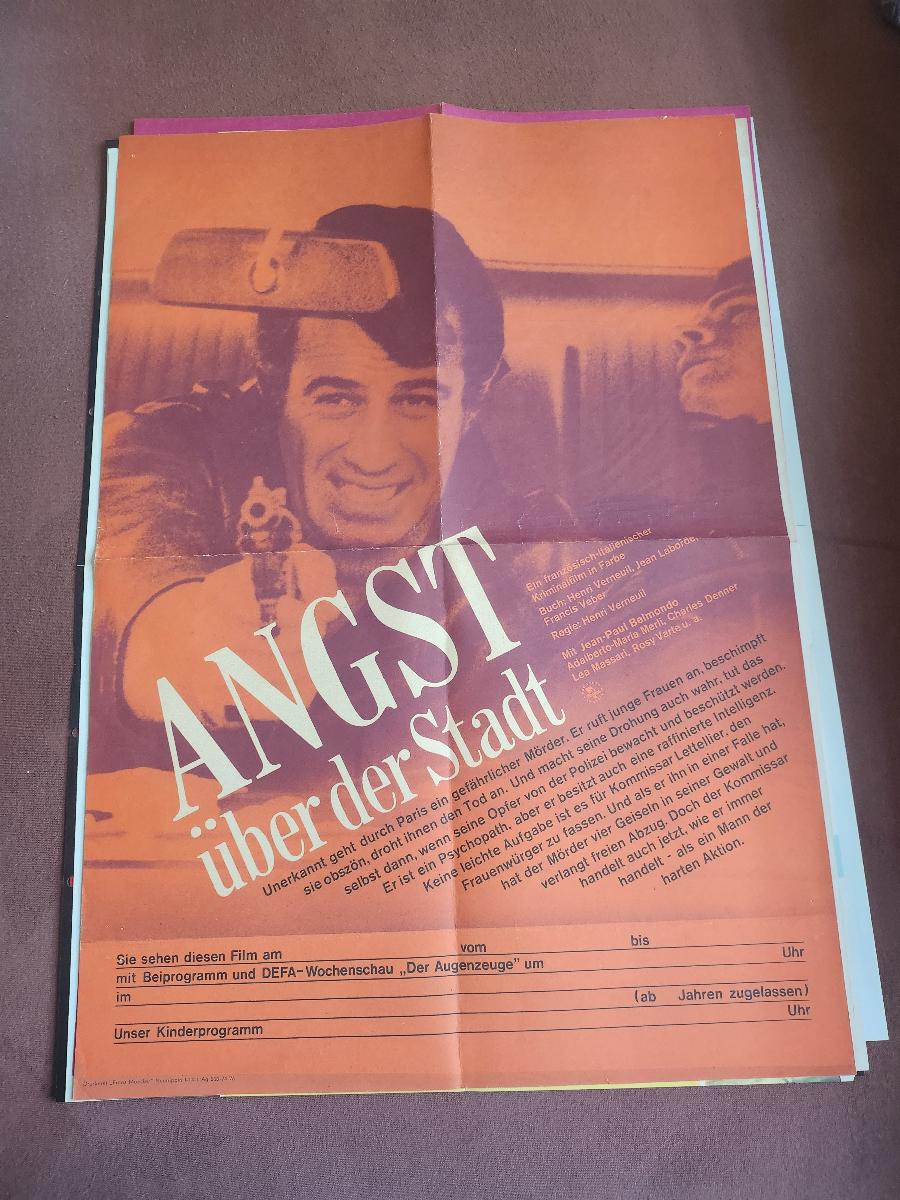 Ein französisch-italienischer
Kriminalfilm in Farbe
Buch: Henri Verneuil, Jean Laborde,
Francis Veber
Regie: Henri Verneuil
Mit Jean-Paul Belmondo
Adalberto-Maria Merli, Charles Denner
Lea Massari, Rosy Varte u. a.
ANGST
über der Stadt
Unerkannt geht durch Paris ein gefährlicher Mörder. Er ruft junge Frauen an, beschimpft
sie obszön, droht ihnen den Tod an. Und macht seine Drohung auch wahr, tut das
selbst dann, wenn seine Opfer von der Polizei bewacht und beschützt werden.
Er ist ein Psychopath, aber er besitzt auch eine raffinierte Intelligenz.
Keine leichte Aufgabe ist es für Kommissar Lettellier, den
Frauenwürger zu fassen. Und als er ihn in einer Falle hat,
hat der Mörder vier Geiseln in seiner Gewalt und
verlangt freien Abzug. Doch der Kommissar
handelt auch jetzt, wie er immer
handelt - als ein Mann der
harten Aktion.
Sie sehen diesen Film am vom bis
mit Beiprogramm und DEFA-Wochenschau „Der Augenzeuge" um Uhr
im
(ab Jahren zugelassen)
Unser Kinderprogramm Uhr
Druckerei